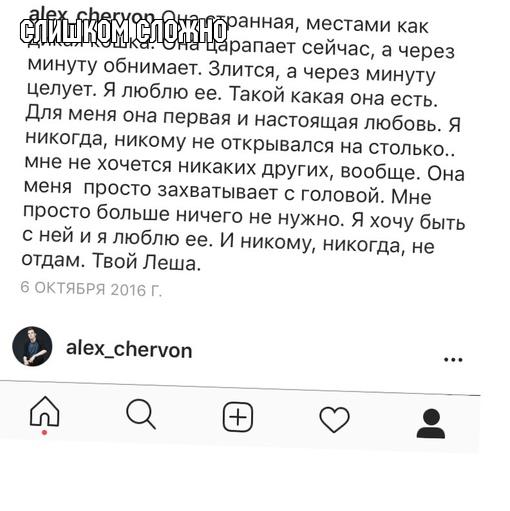 alex_chervon Она странная, местами как
СЛИШКОМ СЛОЖНО
дикая кошка. Она царапает сейчас, а через
минуту обнимает. Злится, а через минуту
целует. Я люблю ее. Такой какая она есть.
Для меня она первая и настоящая любовь. Я
никогда, никому не открывался на столько..
мне не хочется никаких других, вообще. Она
меня просто захватывает с головой. Мне
просто больше ничего не нужно. Я хочу быть
с ней и я люблю ее. И никому, никогда, не
отдам. Твой Леша.
6 ОКТЯБРЯ 2016 Г.
alex_chervon